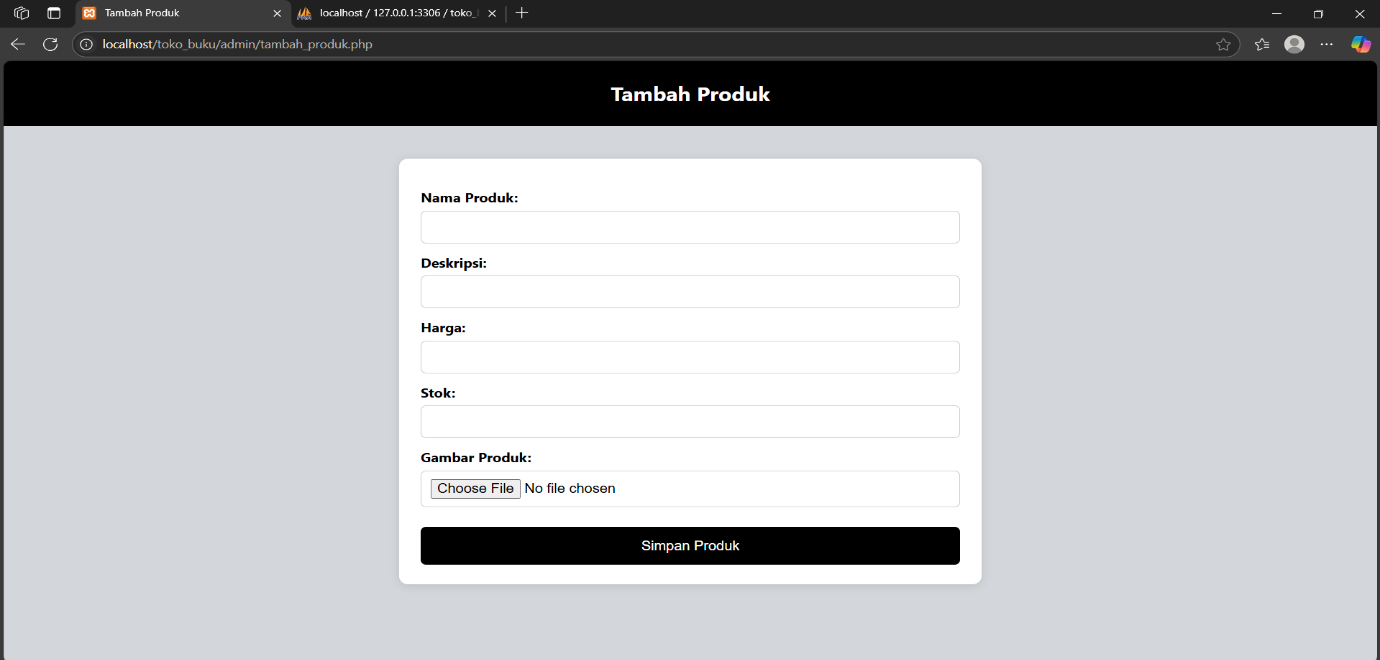 Tambah Produk
localhost / 127.0.0.1:3306 / toko_
localhost/toko_buku/admin/tambah_produk.php
Tambah Produk
Nama Produk:
Deskripsi:
Harga:
Stok:
Gambar Produk:
Choose File No file chosen
Simpan Produk